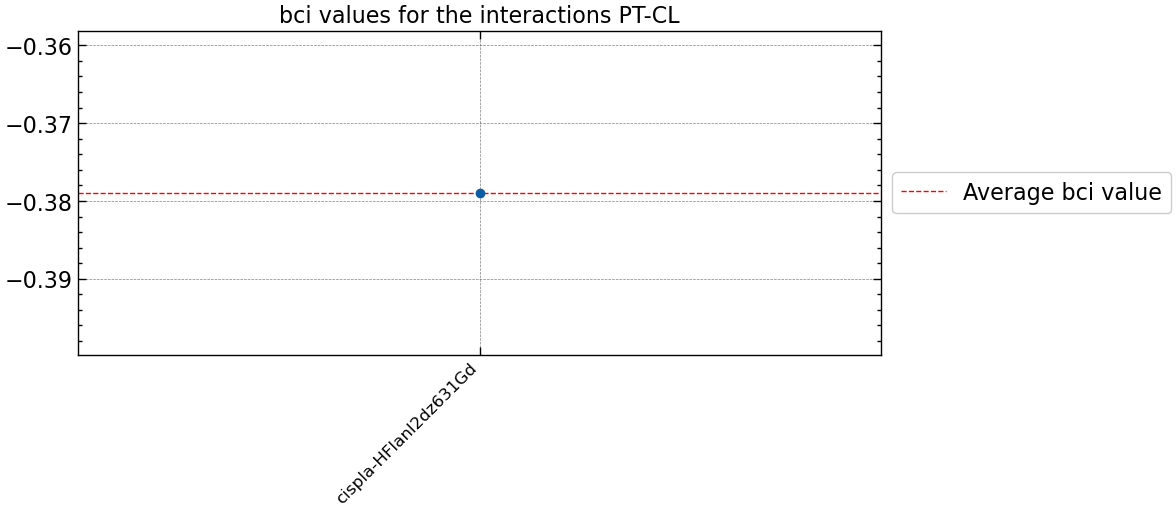 bci values for the interactions PT-CL
−0.36
−0.37
−0.38
−0.39
Average bci value
cispla-HFlanl2dz631Gd